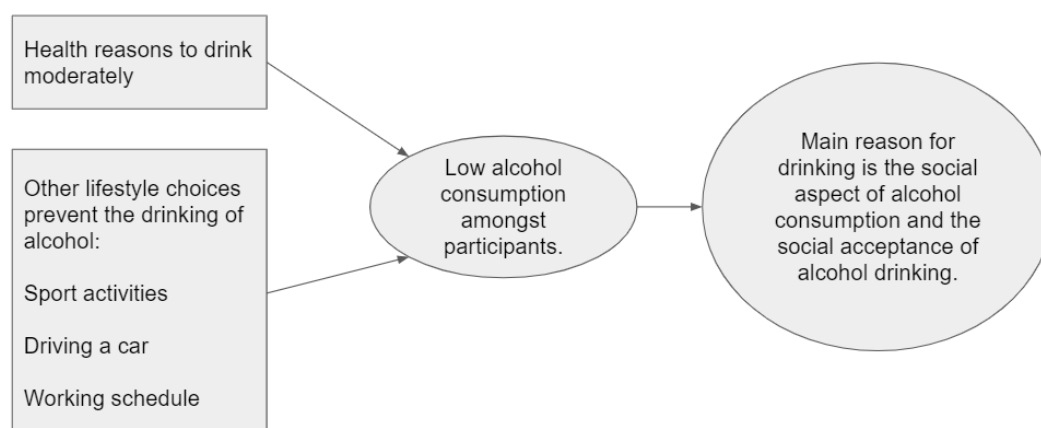 Health reasons to drink
moderately
Other lifestyle choices
prevent the drinking of
alcohol:
Sport activities
Driving a car
Working schedule
Low alcohol
consumption
amongst
participants.
Main reason for
drinking is the social
aspect of alcohol
consumption and the
social acceptance of
alcohol drinking.